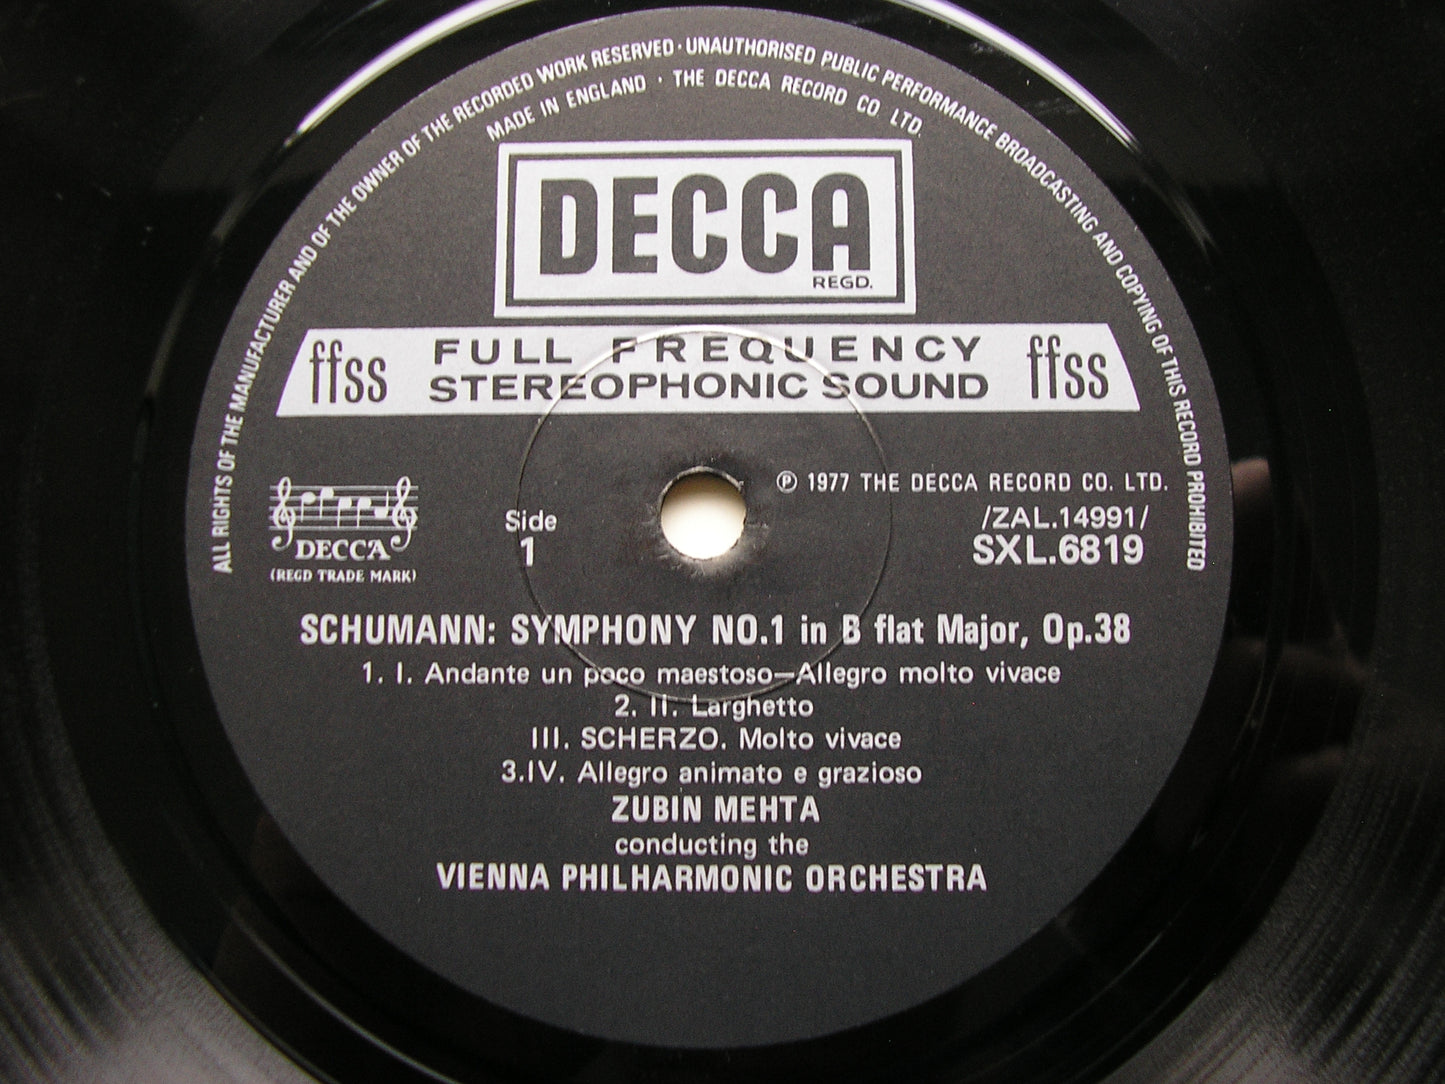 ALL RIGHTS OF THE MANUFACTURER AND OF THE OWNER OF THE RECORDED WORK RESERVED · UNAUTHORISED PUBLIC PERFORMANCE BROADCASTING AND COPYING OF THIS RECORD PROHIBITED
MADE IN ENGLAND · THE DECCA RECORD CO. LTD.
DECCA
REGD.
ffss FULL FREQUENCY STEREOPHONIC SOUND ffss
℗ 1977 THE DECCA RECORD CO. LTD.
/ZAL.14991/
SXL.6819
DECCA
(REGD TRADE MARK)
Side
1
SCHUMANN: SYMPHONY NO.1 in B flat Major, Op.38
1. I. Andante un poco maestoso—Allegro molto vivace
2. II. Larghetto
III. SCHERZO. Molto vivace
3.IV. Allegro animato e grazioso
ZUBIN MEHTA
conducting the
VIENNA PHILHARMONIC ORCHESTRA